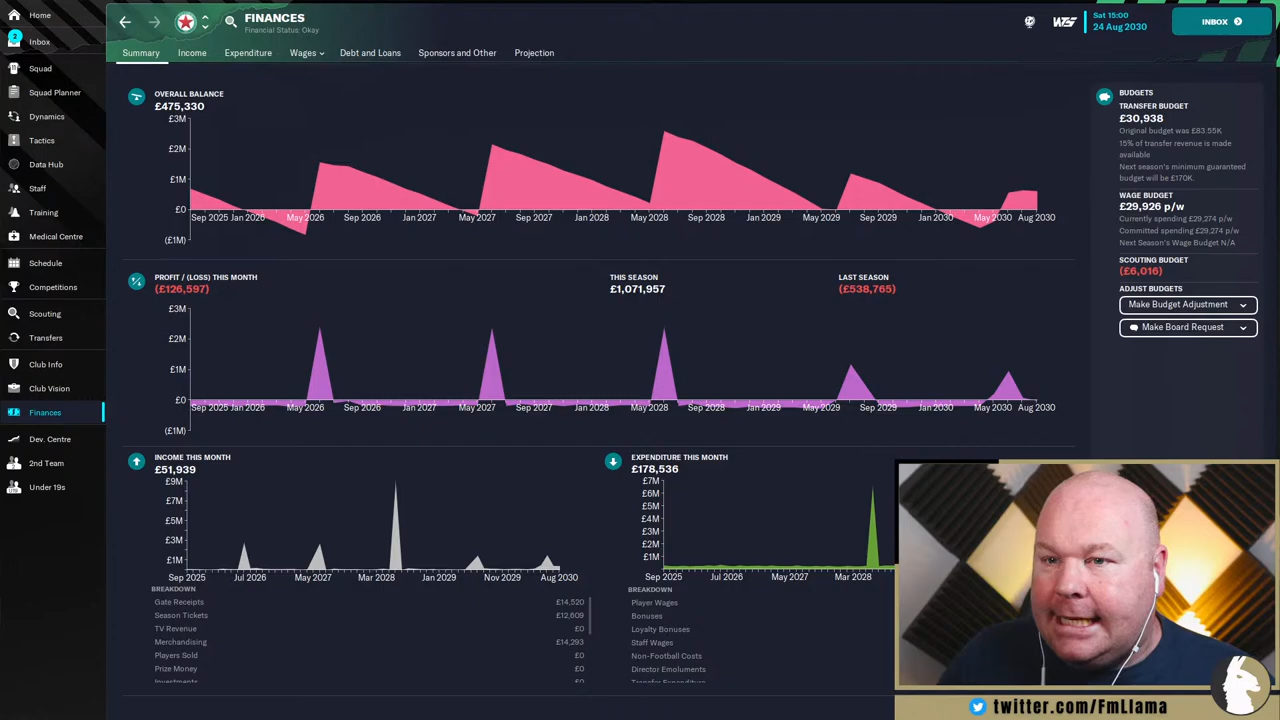 Home
2
Inbox
Squad
Squad Planner
Dynamics
Tactics
Data Hub
Staff
Training
Medical Centre
Schedule
Competitions
Scouting
Transfers
Club Info
Club Vision
Finances
Dev. Centre
2nd Team
Under 19s
FINANCES
Financial Status: Okay
Sat 15:00
24 Aug 2030
INBOX
Summary Income Expenditure Wages Debt and Loans Sponsors and Other Projection
OVERALL BALANCE
£475,330
£3M
£2M
£1M
£0
(£1M)
Sep 2025 Jan 2026 May 2026 Sep 2026 Jan 2027 May 2027 Sep 2027 Jan 2028 May 2028 Sep 2028 Jan 2029 May 2029 Sep 2029 Jan 2030 May 2030 Aug 2030
PROFIT / (LOSS) THIS MONTH
(£126,597)
THIS SEASON
£1,071,957
LAST SEASON
(£538,765)
£3M
£2M
£1M
£0
(£1M)
Sep 2025 Jan 2026 May 2026 Sep 2026 Jan 2027 May 2027 Sep 2027 Jan 2028 May 2028 Sep 2028 Jan 2029 May 2029 Sep 2029 Jan 2030 May 2030 Aug 2030
INCOME THIS MONTH
£51,939
£9M
£7M
£5M
£3M
£1M
Sep 2025 Jul 2026 May 2027 Mar 2028 Jan 2029 Nov 2029 Aug 2030
BREAKDOWN
Gate Receipts £14,520
Season Tickets £12,609
TV Revenue £0
Merchandising £14,293
Players Sold £0
Prize Money £0
Investments £0
EXPENDITURE THIS MONTH
£178,536
£7M
£6M
£5M
£4M
£3M
£2M
£1M
Sep 2025 Jul 2026 May 2027 Mar 2028
BREAKDOWN
Player Wages
Bonuses
Loyalty Bonuses
Staff Wages
Non-Football Costs
Director Emoluments
Transfer Expenditure
BUDGETS
TRANSFER BUDGET
£30,938
Original budget was £83.55K
15% of transfer revenue is made
available
Next season's minimum guaranteed
budget will be £170K.
WAGE BUDGET
£29,926 p/w
Currently spending £29,274 p/w
Committed spending £29,274 p/w
Next Season's Wage Budget N/A
SCOUTING BUDGET
(£6,016)
ADJUST BUDGETS
Make Budget Adjustment
Make Board Request
twitter.com/FmLlama